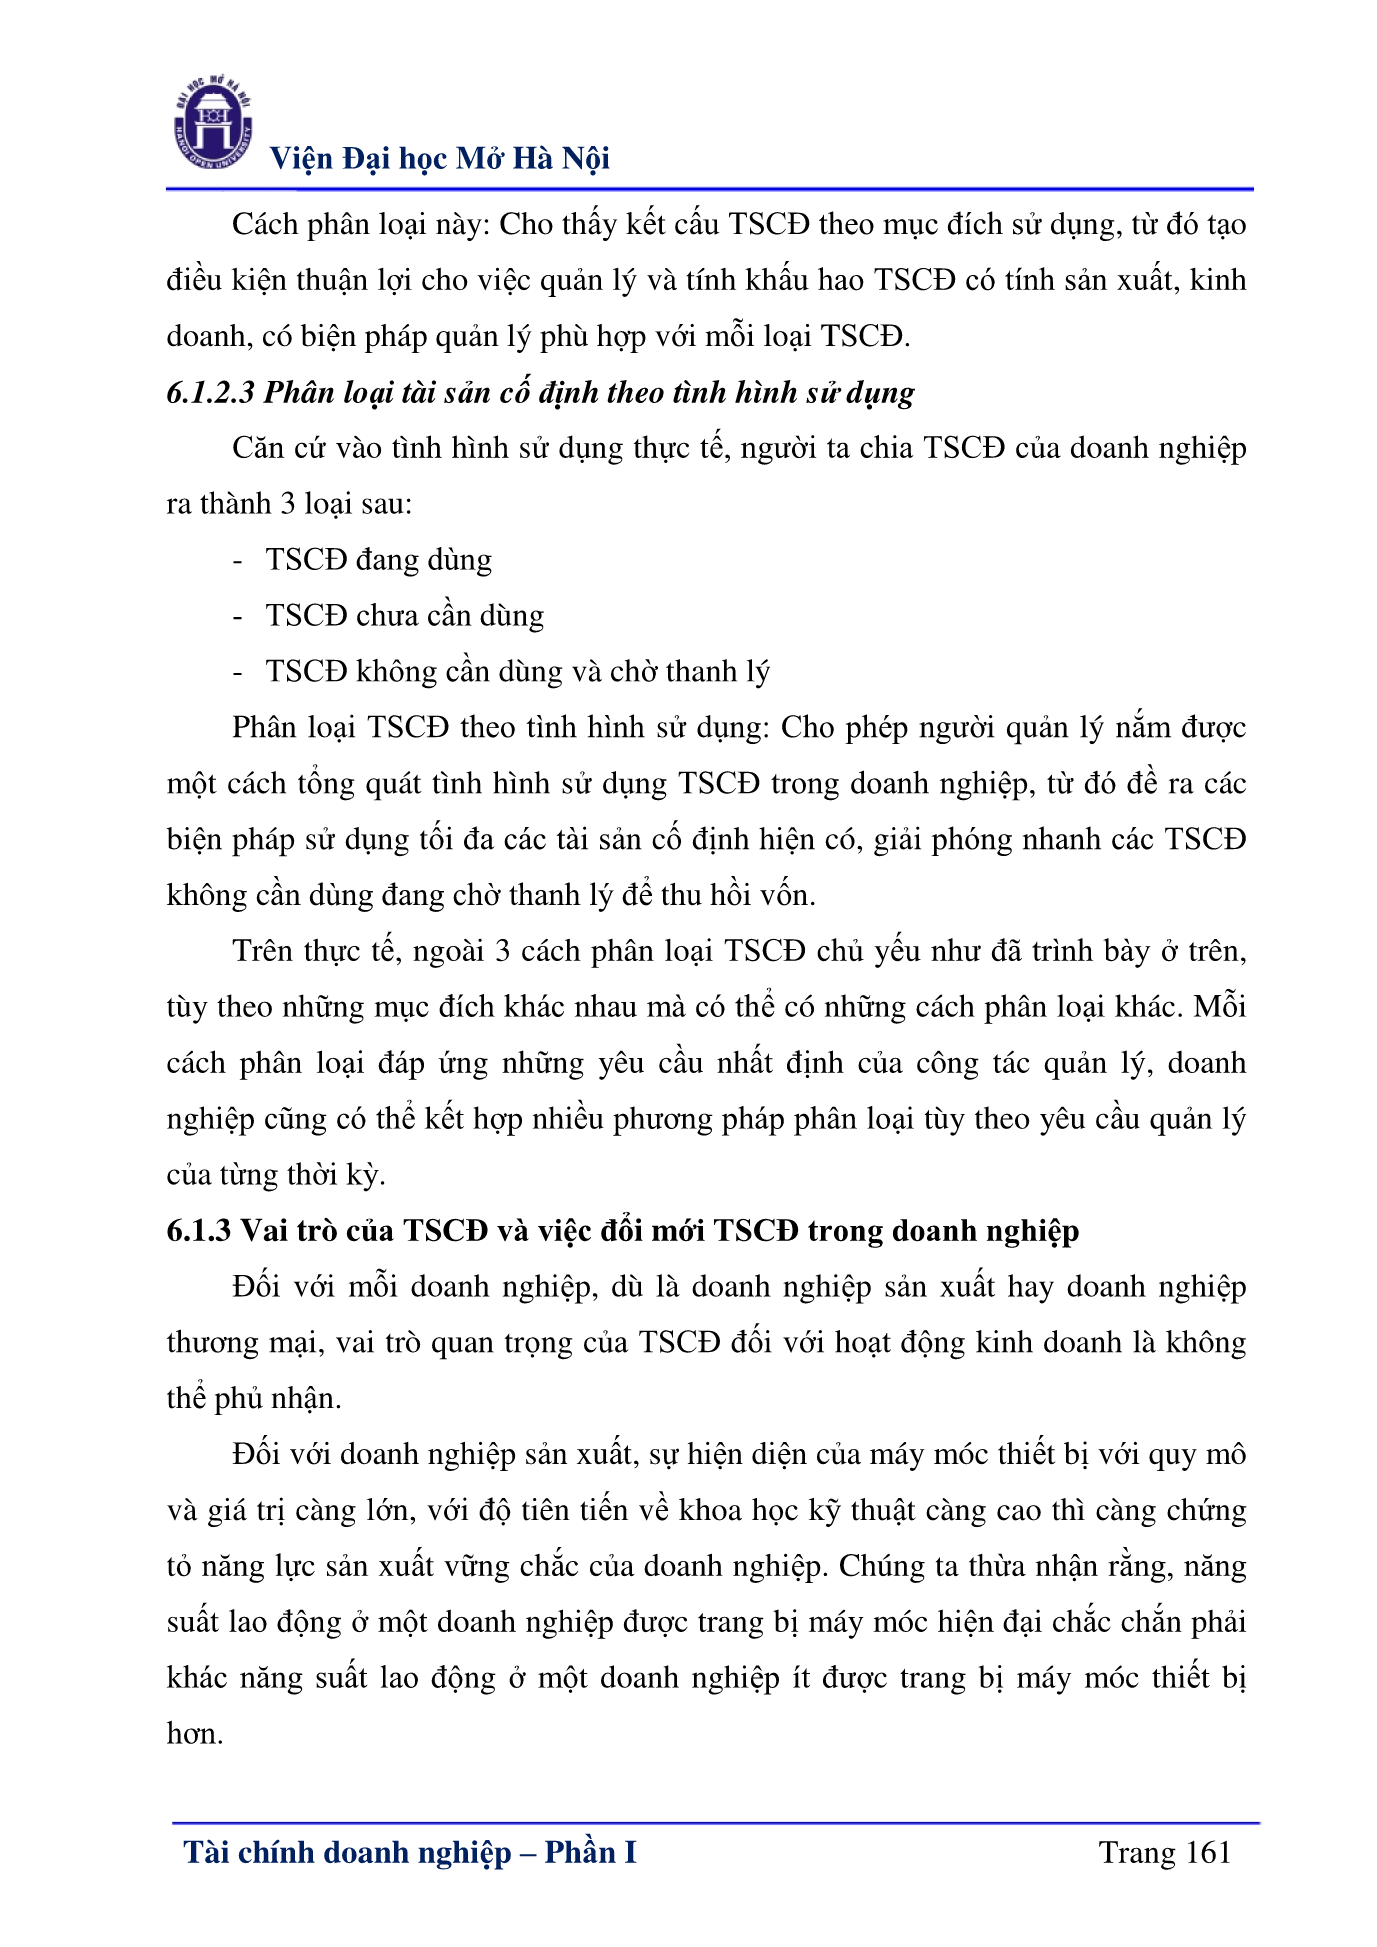 ĐẠI HỌC MỞ HÀ NỘI
HANOI OPEN UNIVERSITY
Viện Đại học Mở Hà Nội
Cách phân loại này: Cho thấy kết cấu TSCĐ theo mục đích sử dụng, từ đó tạo
điều kiện thuận lợi cho việc quản lý và tính khấu hao TSCĐ có tính sản xuất, kinh
doanh, có biện pháp quản lý phù hợp với mỗi loại TSCĐ.
6.1.2.3 Phân loại tài sản cố định theo tình hình sử dụng
Căn cứ vào tình hình sử dụng thực tế, người ta chia TSCĐ của doanh nghiệp
ra thành 3 loại sau:
- TSCĐ đang dùng
- TSCĐ chưa cần dùng
- TSCĐ không cần dùng và chờ thanh lý
Phân loại TSCĐ theo tình hình sử dụng: Cho phép người quản lý nắm được
một cách tổng quát tình hình sử dụng TSCĐ trong doanh nghiệp, từ đó đề ra các
biện pháp sử dụng tối đa các tài sản cố định hiện có, giải phóng nhanh các TSCĐ
không cần dùng đang chờ thanh lý để thu hồi vốn.
Trên thực tế, ngoài 3 cách phân loại TSCĐ chủ yếu như đã trình bày ở trên,
tùy theo những mục đích khác nhau mà có thể có những cách phân loại khác. Mỗi
cách phân loại đáp ứng những yêu cầu nhất định của công tác quản lý, doanh
nghiệp cũng có thể kết hợp nhiều phương pháp phân loại tùy theo yêu cầu quản lý
của từng thời kỳ.
6.1.3 Vai trò của TSCĐ và việc đổi mới TSCĐ trong doanh nghiệp
Đối với mỗi doanh nghiệp, dù là doanh nghiệp sản xuất hay doanh nghiệp
thương mại, vai trò quan trọng của TSCĐ đối với hoạt động kinh doanh là không
thể phủ nhận.
Đối với doanh nghiệp sản xuất, sự hiện diện của máy móc thiết bị với quy mô
và giá trị càng lớn, với độ tiên tiến về khoa học kỹ thuật càng cao thì càng chứng
tỏ năng lực sản xuất vững chắc của doanh nghiệp. Chúng ta thừa nhận rằng, năng
suất lao động ở một doanh nghiệp được trang bị máy móc hiện đại chắc chắn phải
khác năng suất lao động ở một doanh nghiệp ít được trang bị máy móc thiết bị
hơn.
Tài chính doanh nghiệp – Phần I
Trang 161